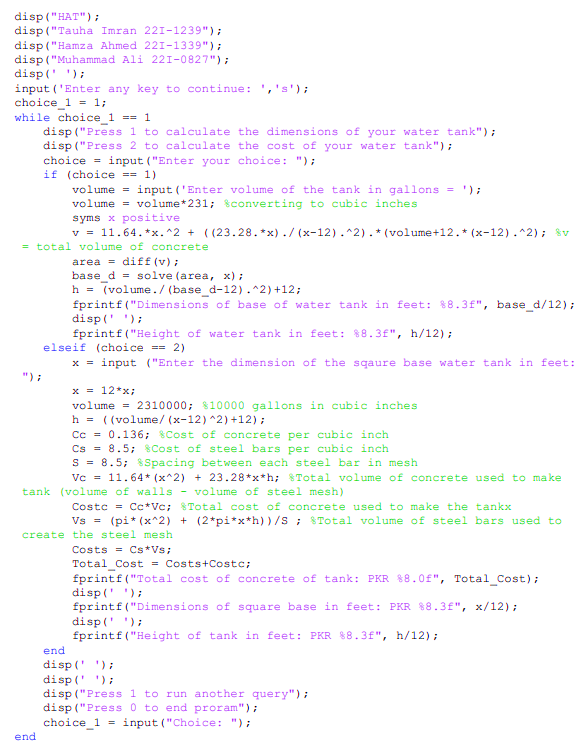 disp("HAT");
disp("Tauha Imran 22I-1239");
disp("Hamza Ahmed 22I-1339");
disp("Muhammad Ali 22I-0827");
disp(' ');
input('Enter any key to continue: ','s');
choice_1 = 1;
while choice_1 == 1
    disp("Press 1 to calculate the dimensions of your water tank");
    disp("Press 2 to calculate the cost of your water tank");
    choice = input("Enter your choice: ");
    if (choice == 1)
        volume = input('Enter volume of the tank in gallons = ');
        volume = volume*231; %converting to cubic inches
        syms x positive
        v = 11.64.*x.^2 + ((23.28.*x)./(x-12).^2).*(volume+12.*(x-12).^2); %v
 = total volume of concrete
        area = diff(v);
        base_d = solve(area, x);
        h = (volume./(base_d-12).^2)+12;
        fprintf("Dimensions of base of water tank in feet: %8.3f", base_d/12);
        disp(' ');
        fprintf("Height of water tank in feet: %8.3f", h/12);
    elseif (choice == 2)
        x = input ("Enter the dimension of the sqaure base water tank in feet:
 ");
        x = 12*x;
        volume = 2310000; %10000 gallons in cubic inches
        h = ((volume/(x-12)^2)+12);
        Cc = 0.136; %Cost of concrete per cubic inch
        Cs = 8.5; %Cost of steel bars per cubic inch
        S = 8.5; %Spacing between each steel bar in mesh
        Vc = 11.64*(x^2) + 23.28*x*h; %Total volume of concrete used to make
 tank (volume of walls - volume of steel mesh)
        Costc = Cc*Vc; %Total cost of concrete used to make the tankx
        Vs = (pi*(x^2) + (2*pi*x*h))/S ; %Total volume of steel bars used to
 create the steel mesh
        Costs = Cs*Vs;
        Total_Cost = Costs+Costc;
        fprintf("Total cost of concrete of tank: PKR %8.0f", Total_Cost);
        disp(' ');
        fprintf("Dimensions of square base in feet: PKR %8.3f", x/12);
        disp(' ');
        fprintf("Height of tank in feet: PKR %8.3f", h/12);
    end
    disp(' ');
    disp(' ');
    disp("Press 1 to run another query");
    disp("Press 0 to end proram");
    choice_1 = input("Choice: ");
end